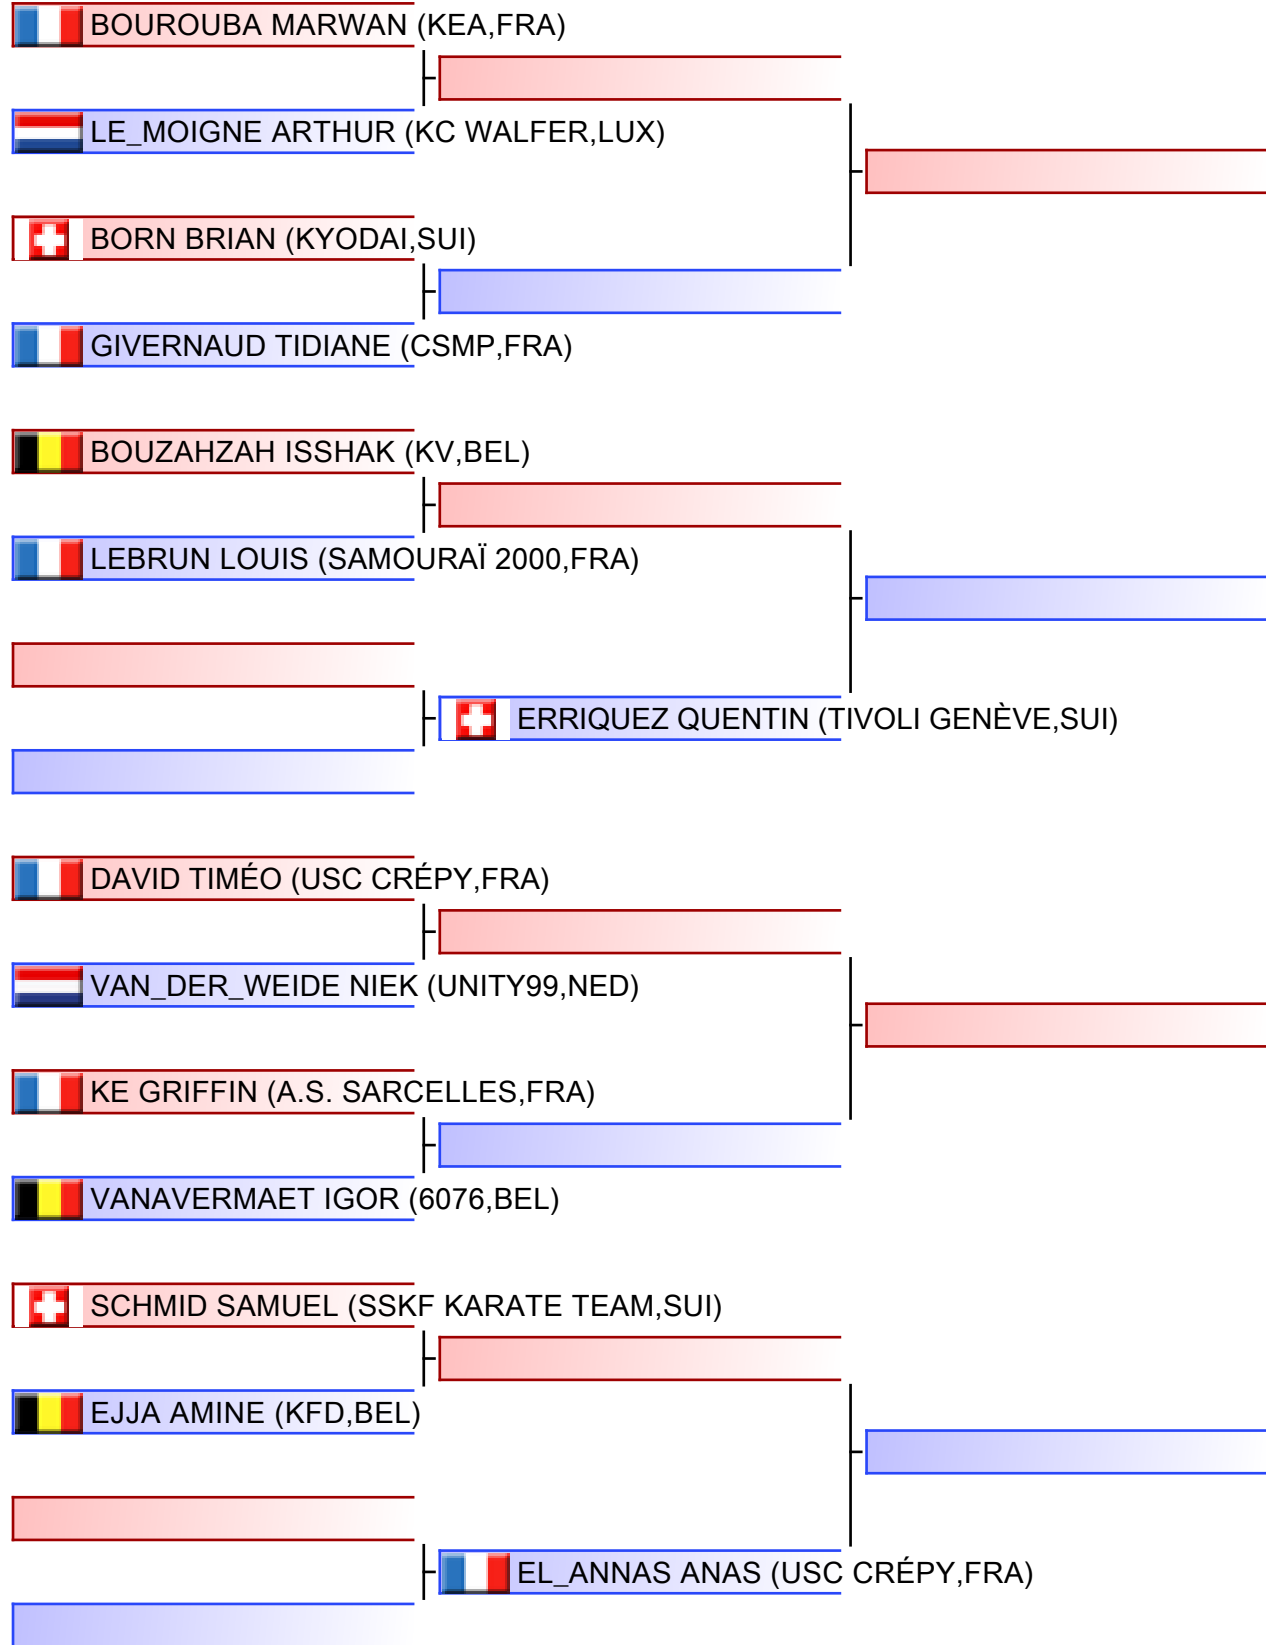 BOUROUBA MARWAN (KEA,FRA)
LE_MOIGNE ARTHUR (KC WALFER,LUX)
BORN BRIAN (KYODAI,SUI)
GIVERNAUD TIDIANE (CSMP,FRA)
BOUZAHZAH ISSHAK (KV,BEL)
LEBRUN LOUIS (SAMOURAÏ 2000,FRA)
ERRIQUEZ QUENTIN (TIVOLI GENÈVE,SUI)
DAVID TIMÉO (USC CRÉPY,FRA)
VAN_DER_WEIDE NIEK (UNITY99,NED)
KE GRIFFIN (A.S. SARCELLES,FRA)
VANAVERMAET IGOR (6076,BEL)
SCHMID SAMUEL (SSKF KARATE TEAM,SUI)
EJJA AMINE (KFD,BEL)
EL_ANNAS ANAS (USC CRÉPY,FRA)